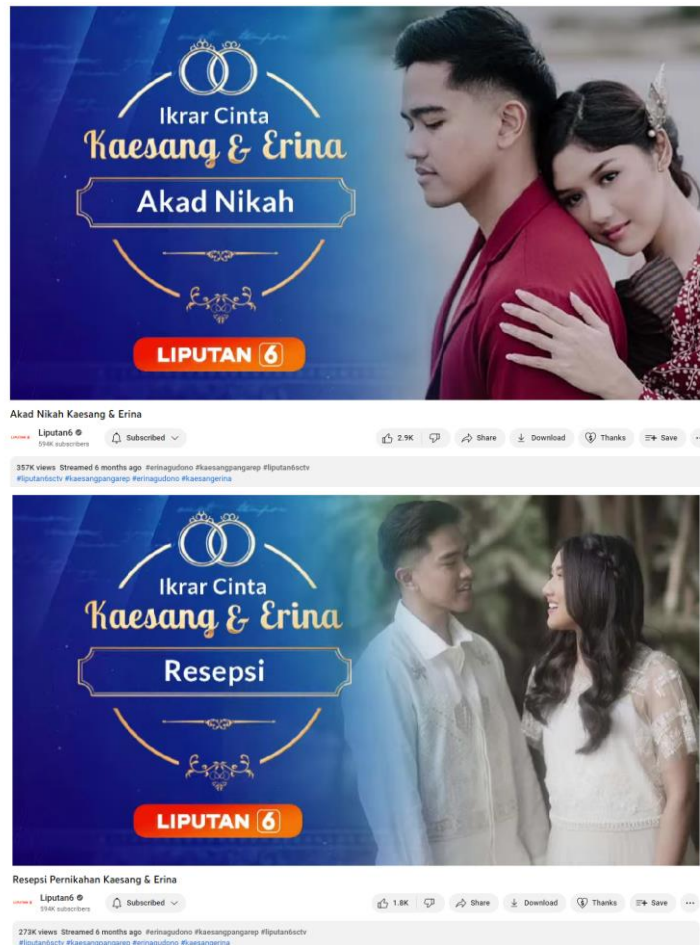 Ikrar Cinta
Kaesang & Erina
Akad Nikah
LIPUTAN 6
Akad Nikah Kaesang & Erina
Liputan6
594K subscribers
Subscribed
2.9K
Share
Download
Thanks
Save
357K views Streamed 6 months ago #erinagudono #kaesangpangarep #liputan6sctv
#liputan6sctv #kaesangpangarep #erinagudono #kaesangerina
Ikrar Cinta
Kaesang & Erina
Resepsi
LIPUTAN 6
Resepsi Pernikahan Kaesang & Erina
Liputan6
594K subscribers
Subscribed
1.8K
Share
Download
Thanks
Save
273K views Streamed 6 months ago #erinagudono #kaesangpangarep #liputan6sctv
#liputan6sctv #kaesangpangarep #erinagudono #kaesangerina